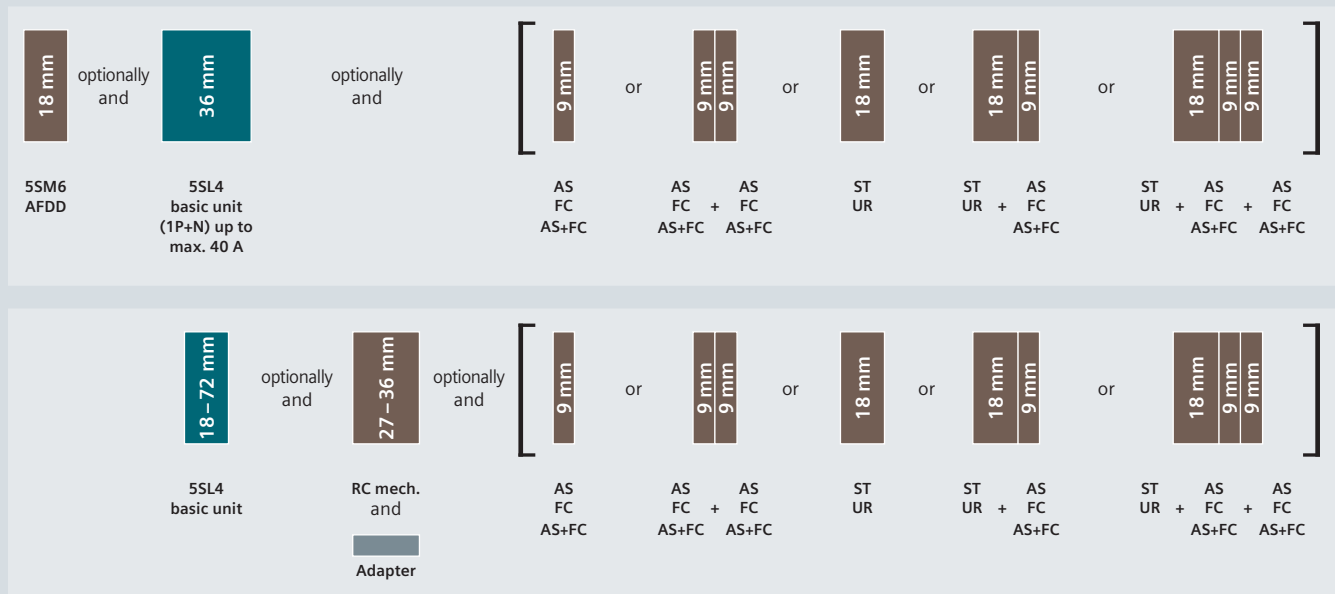 18 mm
optionally
and
36 mm
optionally
and
9 mm
or
9 mm
9 mm
or
18 mm
or
18 mm
9 mm
or
18 mm
9 mm
9 mm
5SM6
AFDD
5SL4
basic unit
(1P+N) up to
max. 40 A
AS
FC
AS+FC
AS AS
FC + FC
AS+FC AS+FC
ST
UR
ST AS
UR + FC
AS+FC
ST AS AS
UR + FC + FC
AS+FC AS+FC
18–72 mm
optionally
and
27–36 mm
optionally
and
9 mm
or
9 mm
9 mm
or
18 mm
or
18 mm
9 mm
or
18 mm
9 mm
9 mm
5SL4
basic unit
RC mech.
and
Adapter
AS
FC
AS+FC
AS AS
FC + FC
AS+FC AS+FC
ST
UR
ST AS
UR + FC
AS+FC
ST AS AS
UR + FC + FC
AS+FC AS+FC